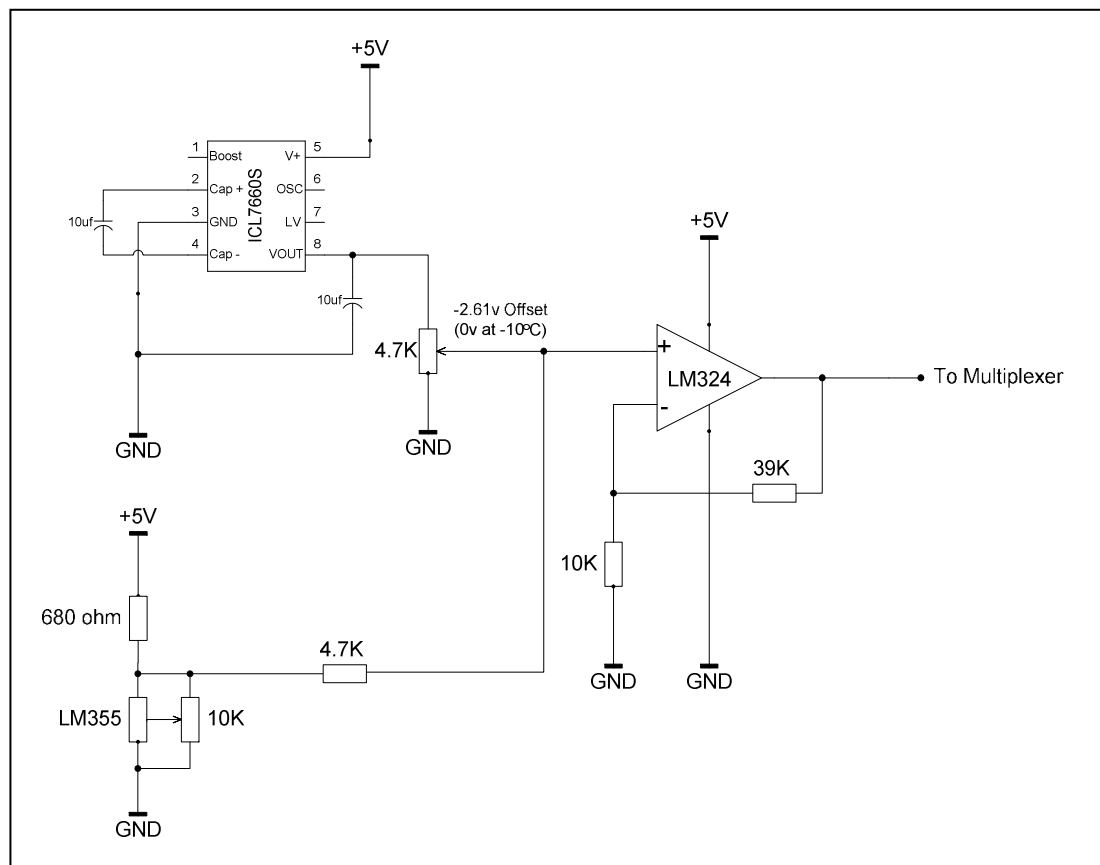 +5V
1 Boost
V+ 5
2 Cap +
OSC 6
3 GND
LV 7
4 Cap -
VOUT 8
ICL7660S
10uf
10uf
GND
4.7K
GND
-2.61v Offset
(0v at -10ºC)
+5V
+
LM324
-
To Multiplexer
39K
10K
GND
GND
+5V
680 ohm
4.7K
LM355
10K
GND